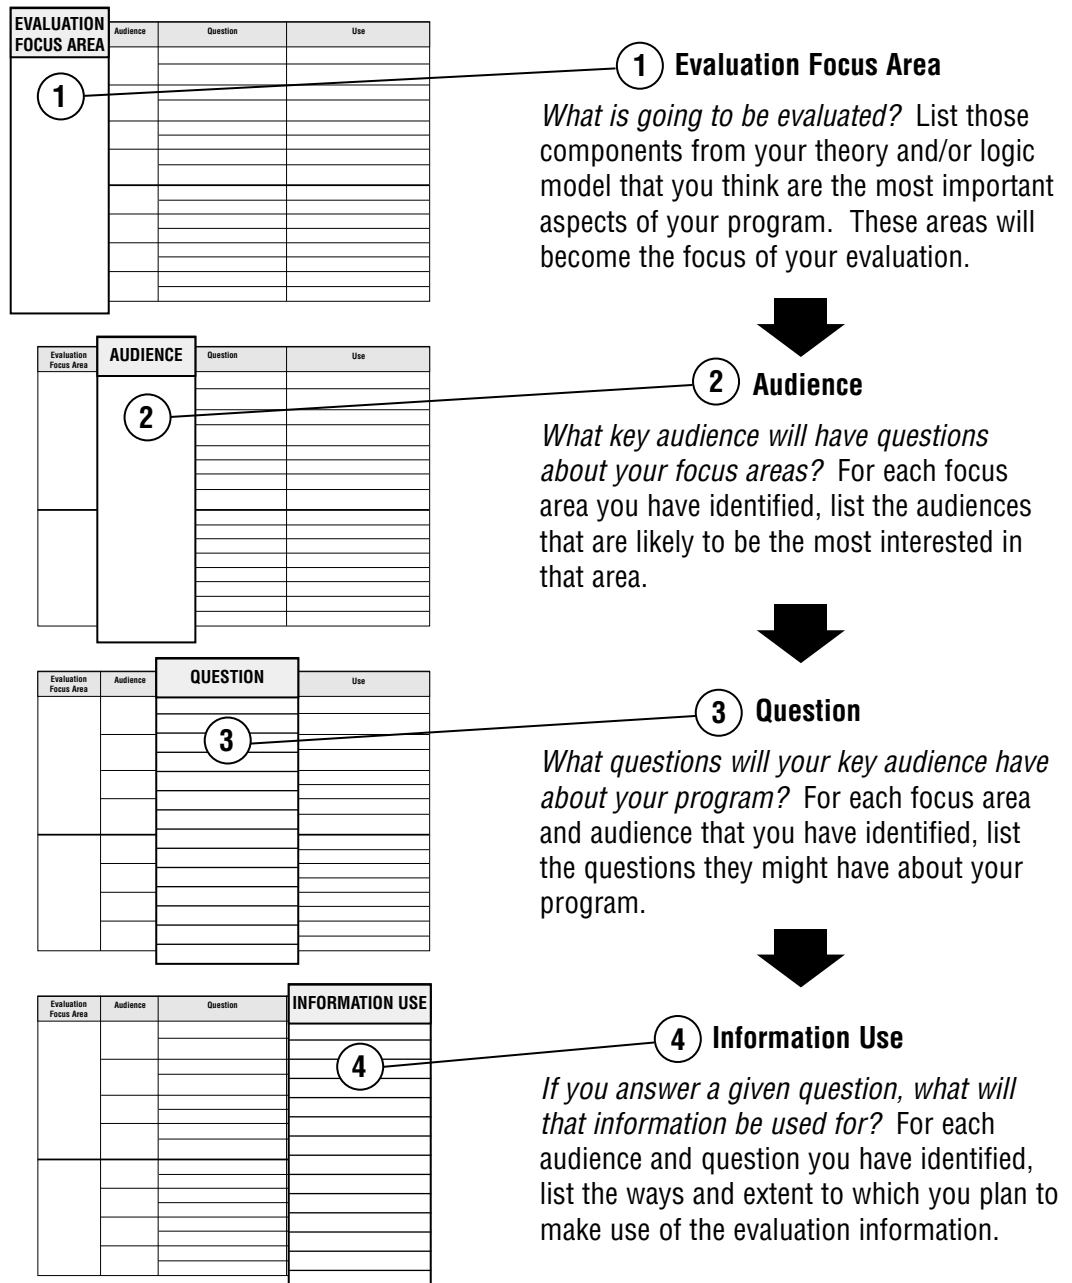 EVALUATION
FOCUS AREA
Audience
Question
Use
1
1 Evaluation Focus Area
What is going to be evaluated? List those
components from your theory and/or logic
model that you think are the most important
aspects of your program. These areas will
become the focus of your evaluation.
Evaluation
Focus Area
AUDIENCE
Question
Use
2
2 Audience
What key audience will have questions
about your focus areas? For each focus
area you have identified, list the audiences
that are likely to be the most interested in
that area.
Evaluation
Focus Area
Audience
QUESTION
Use
3
3 Question
What questions will your key audience have
about your program? For each focus area
and audience that you have identified, list
the questions they might have about your
program.
Evaluation
Focus Area
Audience
Question
INFORMATION USE
4
4 Information Use
If you answer a given question, what will
that information be used for? For each
audience and question you have identified,
list the ways and extent to which you plan to
make use of the evaluation information.